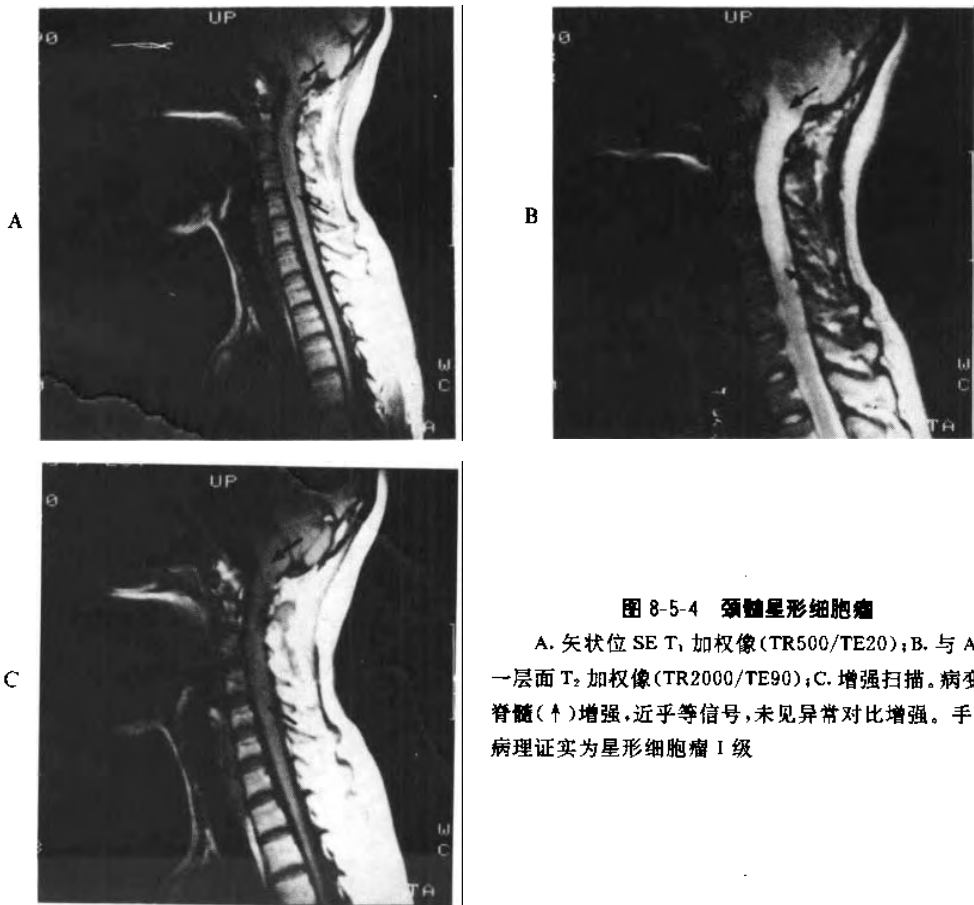 UP
A
W
C
TA
UP
B
W
C
TA
UP
C
W
C
TA
图 8-5-4 颈髓星形细胞瘤
A. 矢状位 SE T₁ 加权像(TR500/TE20);B. 与 A
一层面 T₂ 加权像(TR2000/TE90);C. 增强扫描。病变
脊髓(↑)增强,近乎等信号,未见异常对比增强。手
病理证实为星形细胞瘤 I 级